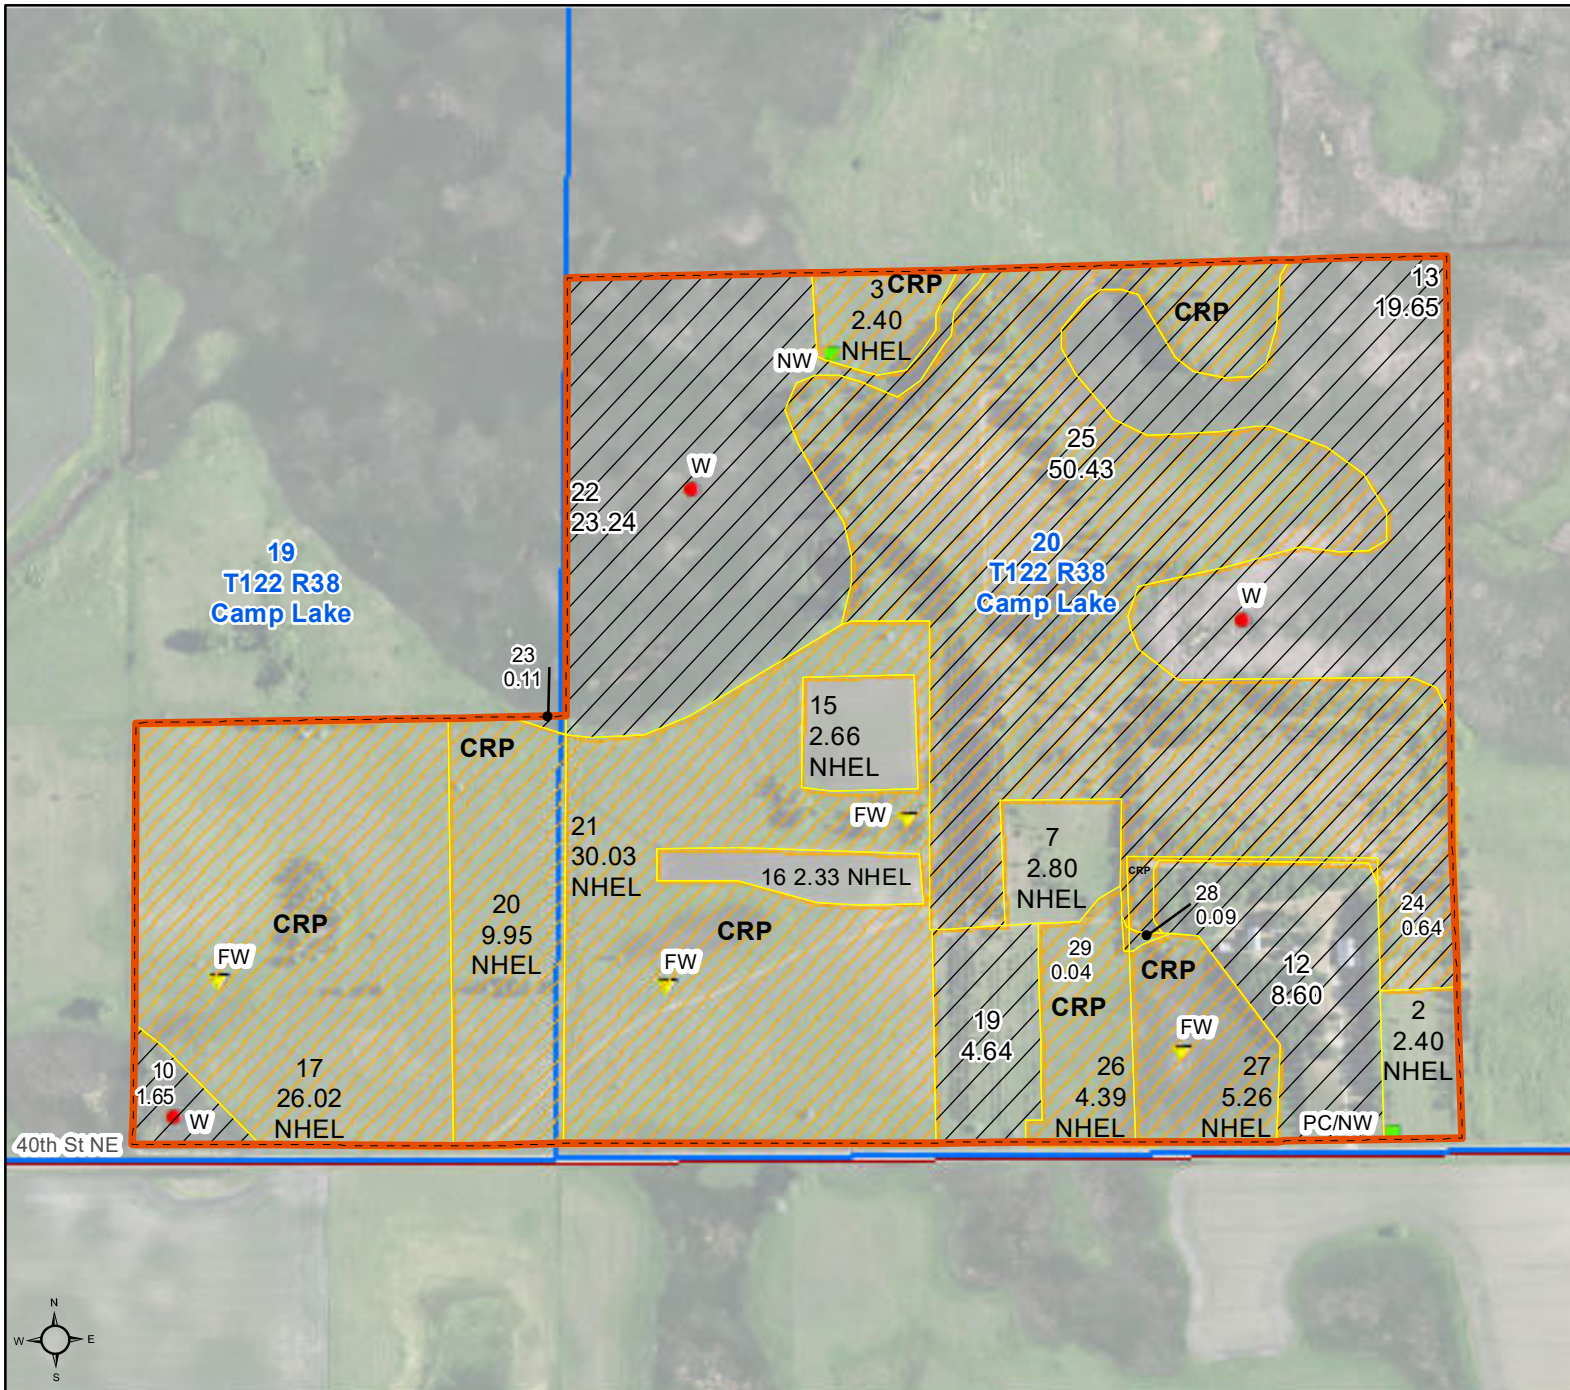 13
19.65
3 CRP
2.40
NHEL
CRP
NW
25
50.43
W
22
23.24
19
T122 R38
Camp Lake
20
T122 R38
Camp Lake
W
23
0.11
15
2.66
NHEL
CRP
FW
21
30.03
NHEL
7
2.80
NHEL
16 2.33 NHEL
CRP
28
0.09
24
0.64
20
9.95
NHEL
CRP
CRP
29
0.04
CRP
12
8.60
FW
FW
CRP
2
2.40
NHEL
19
4.64
FW
17
26.02
NHEL
10
1.65
W
26
4.39
NHEL
27
5.26
NHEL
PC/NW
40th St NE
N
W
E
S